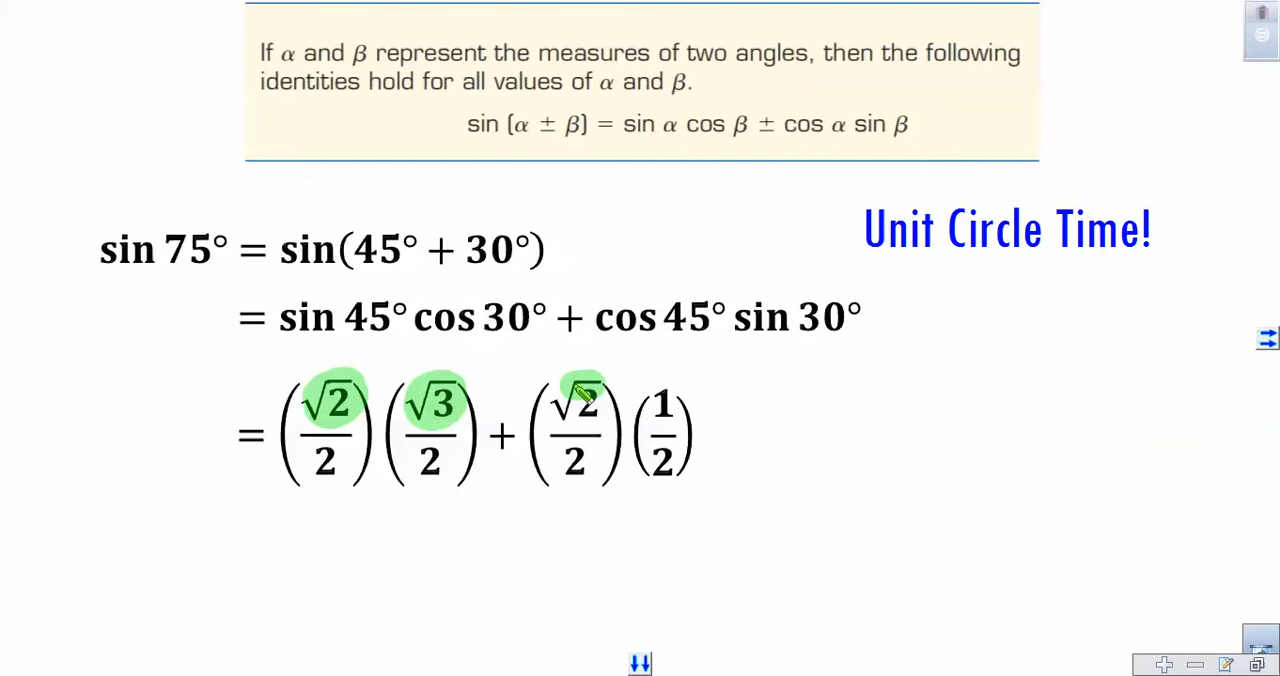 If α and β represent the measures of two angles, then the following
identities hold for all values of α and β.
sin (α ± β) = sin α cos β ± cos α sin β
Unit Circle Time!
sin 75° = sin(45° + 30°)
= sin 45° cos 30° + cos 45° sin 30°
= (√2/2)(√3/2) + (√2/2)(1/2)